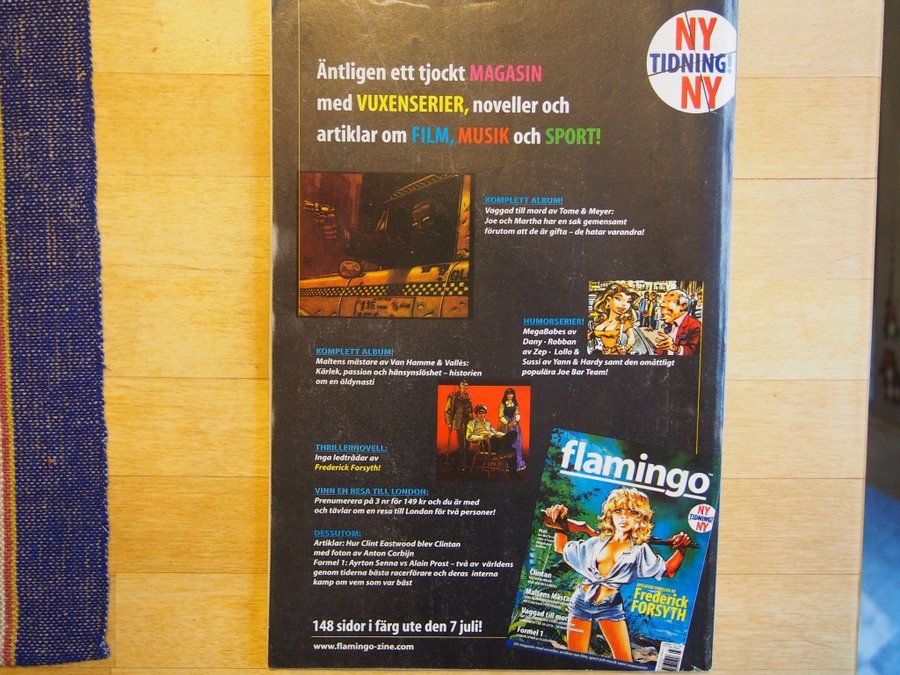 NY
TIDNING
NY
Äntligen ett tjockt MAGASIN
med VUXENSERIER, noveller och
artiklar om FILM, MUSIK och SPORT!
KOMPLETT ALBUM!
Vaggad till mord av Tome & Meyer:
Joe och Martha har en sak gemensamt
förutom att de är gifta – de hatar varandra!
HUMORSERIER!
MegaBabes av
Dany · Robban
av Zep · Lollo &
Sussi av Yann & Hardy samt den omåttligt
populära Joe Bar Team!
KOMPLETT ALBUM!
Maltens mästare av Van Hamme & Vallès:
Kärlek, passion och hänsynslöshet – historien
om en öldynasti
THRILLERNOVELL:
Inga ledtrådar av
Frederick Forsyth!
VINN EN RESA TILL LONDON:
Prenumerera på 3 nr för 149 kr och du är med
och tävlar om en resa till London för två personer!
DESSUTOM:
Artiklar: Hur Clint Eastwood blev Clintan
med foton av Anton Corbijn
Formel 1: Ayrton Senna vs Alain Prost – två av världens
genom tiderna bästa rocerförare och deras interna
kamp om vem som var bäst
148 sidor i färg ute den 7 juli!
www.flamingo-zine.com
flamingo™
NY
TIDNING
NY
Clintan
Maltens Mästare
Vaggad till mord
Formel 1
Frederick
FORSYTH